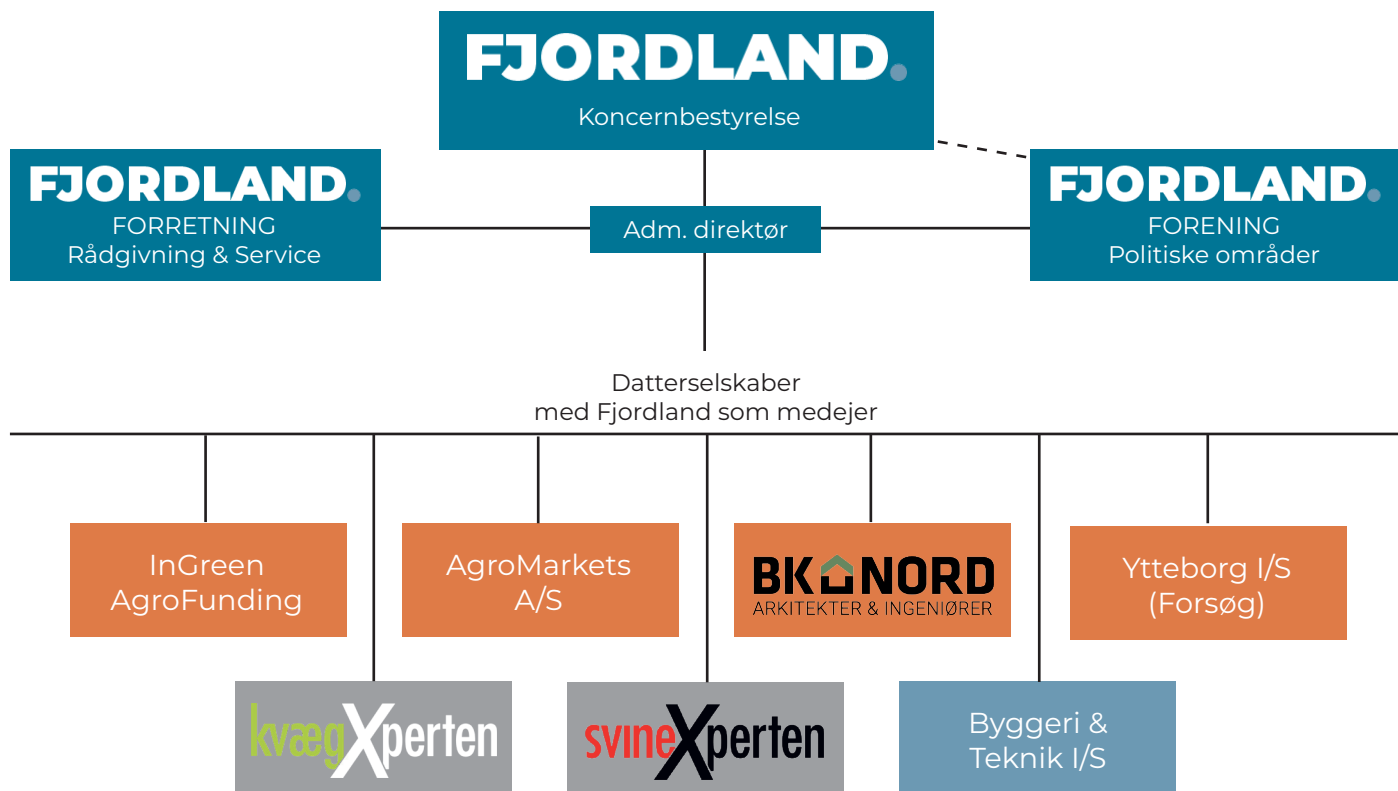 FJORDLAND.
Koncernbestyrelse
FJORDLAND.
FORRETNING
Rådgivning & Service
Adm. direktør
FJORDLAND.
FORENING
Politiske områder
Datterselskaber
med Fjordland som medejer
InGreen
AgroFunding
AgroMarkets
A/S
BK NORD
ARKITEKTER & INGENIØRER
Ytteborg I/S
(Forsøg)
kvægXperten
svineXperten
Byggeri &
Teknik I/S